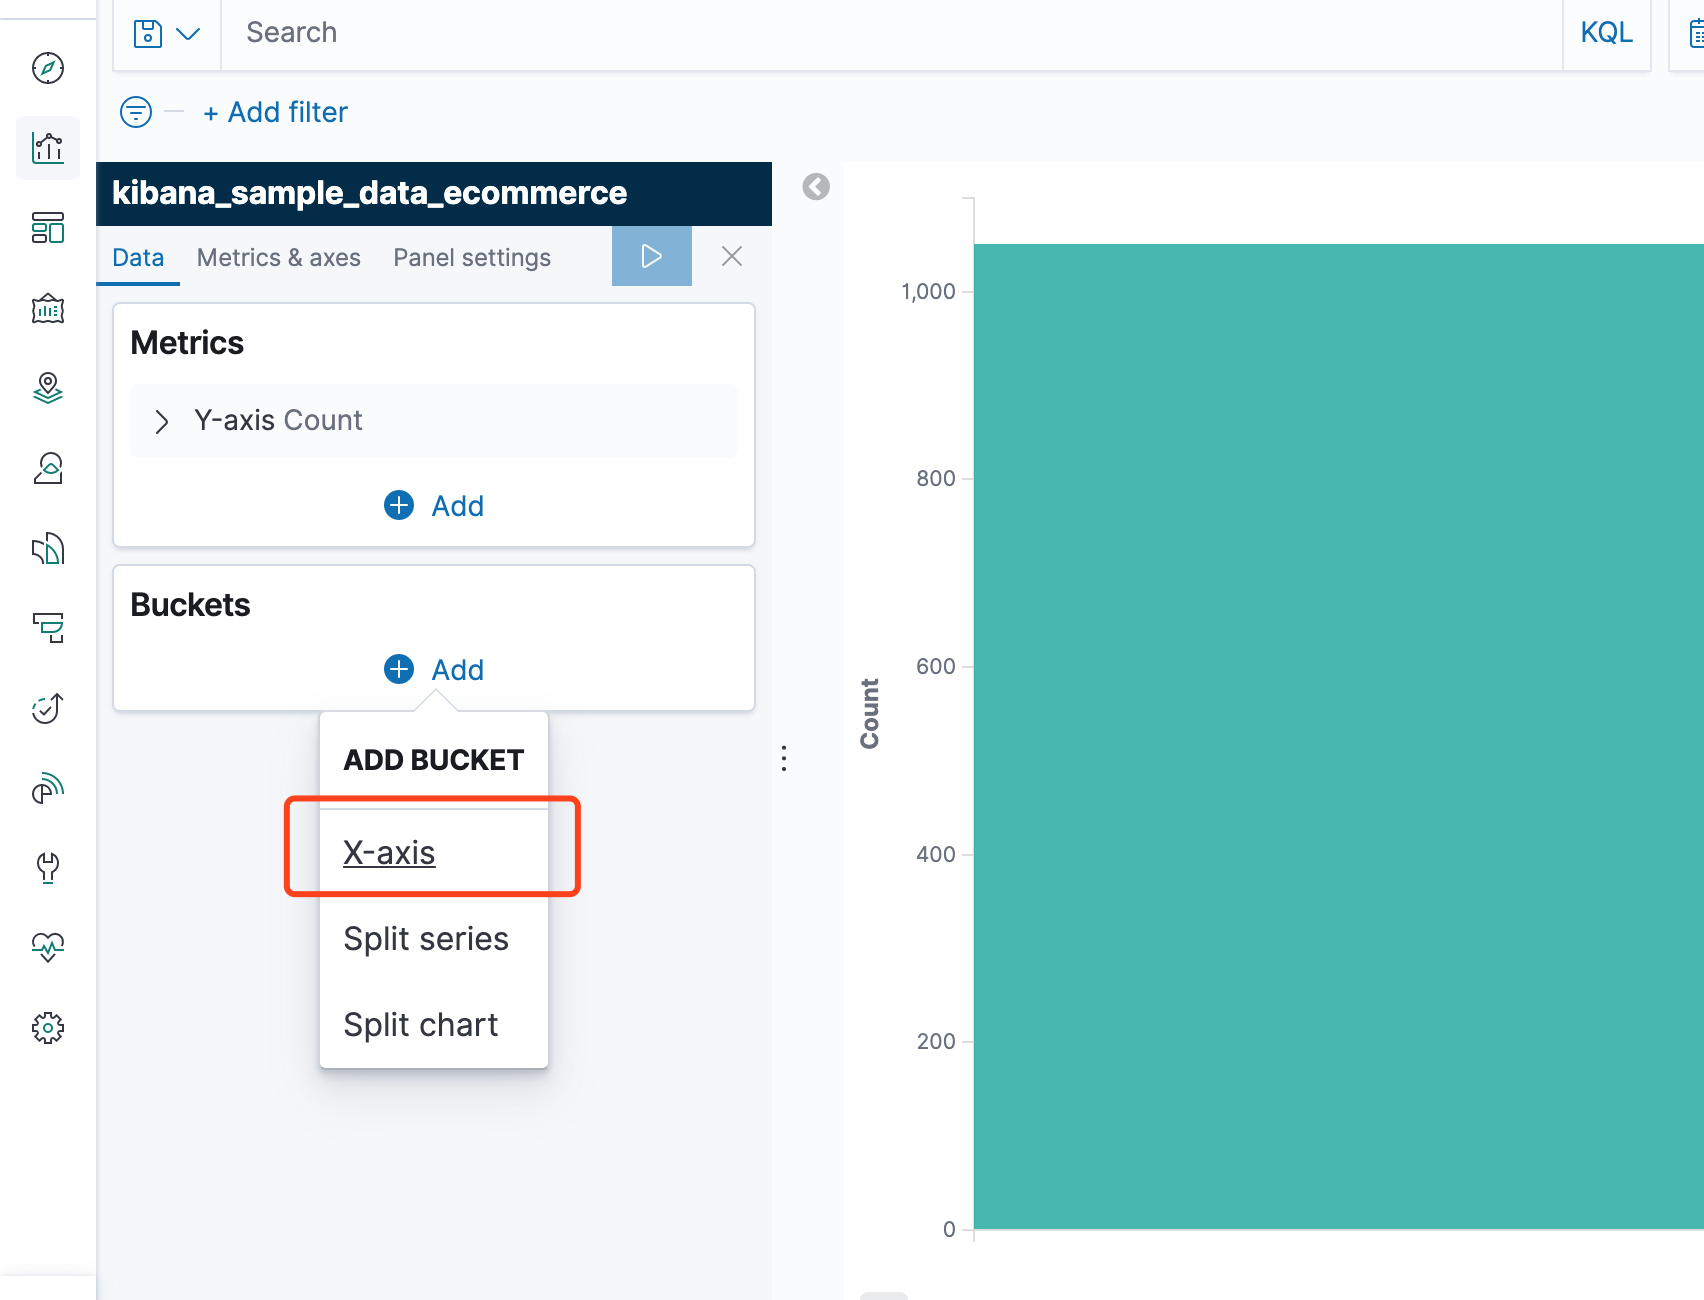 Search
KQL
+ Add filter
kibana_sample_data_ecommerce
Data
Metrics & axes
Panel settings
Metrics
Y-axis Count
Add
Buckets
Add
ADD BUCKET
X-axis
Split series
Split chart
Count
1,000
800
600
400
200
0